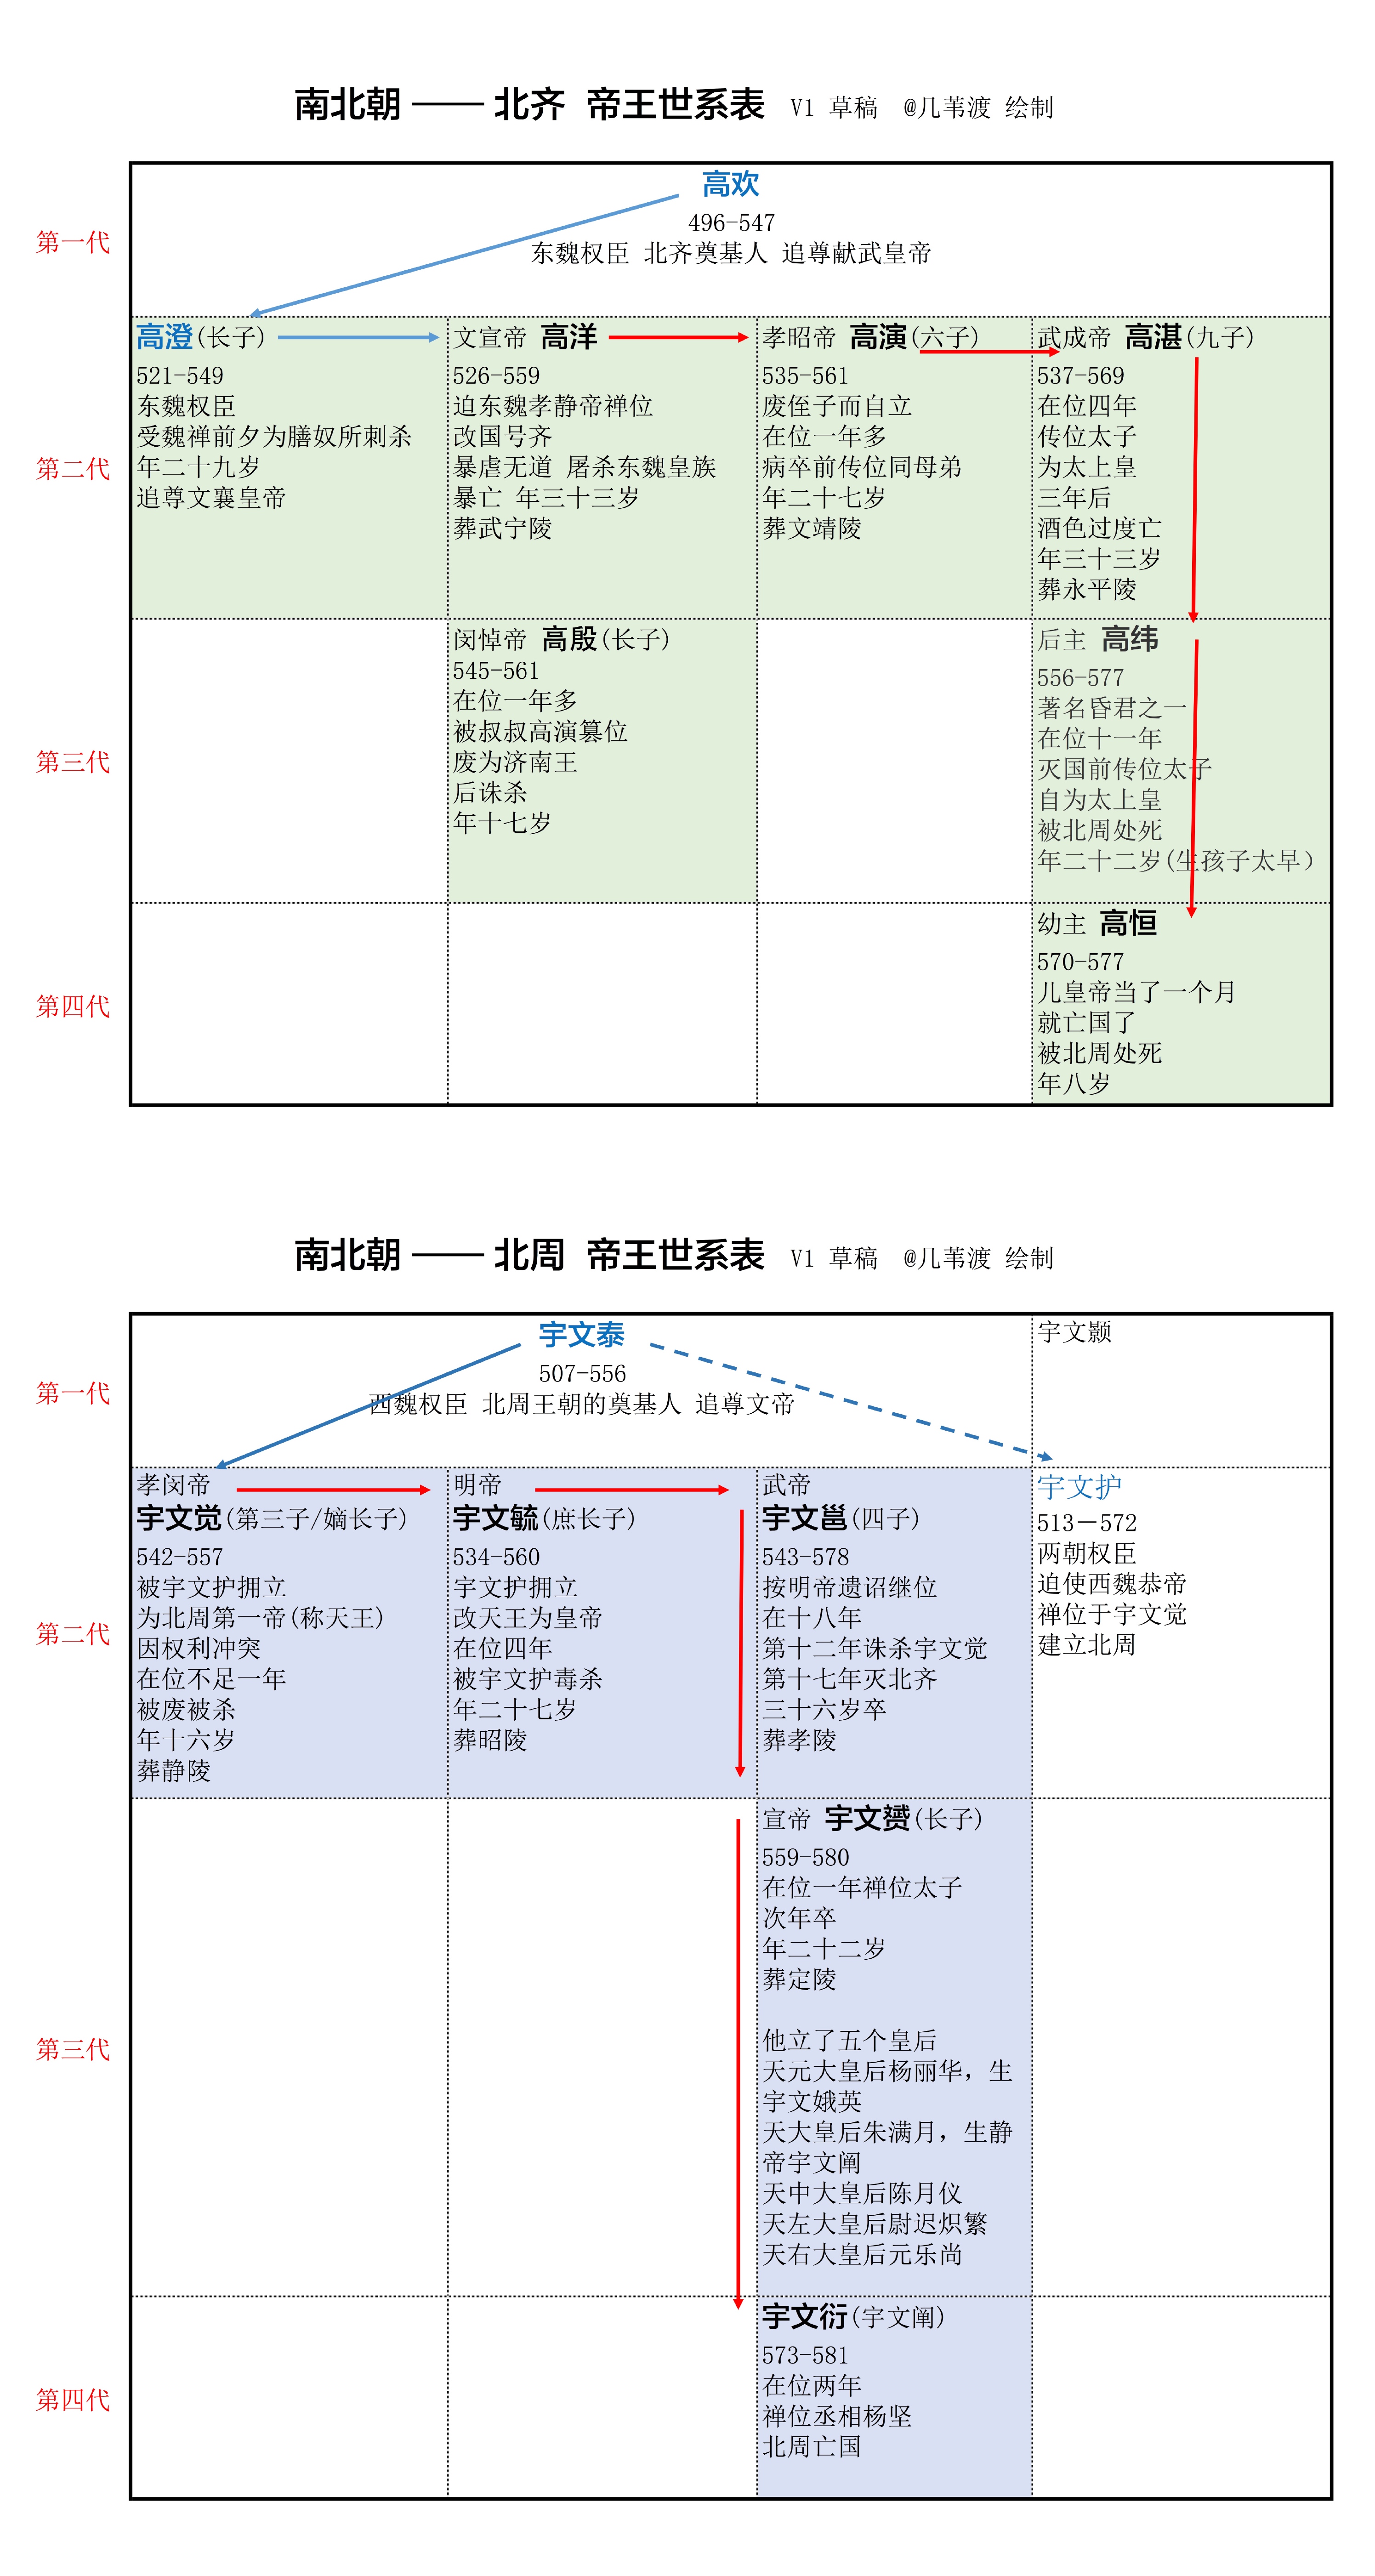 南北朝 —— 北齐 帝王世系表 V1 草稿 @几苇渡 绘制
第一代
高欢
496-547
东魏权臣 北齐奠基人 追尊献武皇帝
第二代
高澄(长子)
521-549
东魏权臣
受魏禅前夕为膳奴所刺杀
年二十九岁
追尊文襄皇帝
文宣帝 高洋
526-559
迫东魏孝静帝禅位
改国号齐
暴虐无道 屠杀东魏皇族
暴亡 年三十三岁
葬武宁陵
孝昭帝 高演(六子)
535-561
废侄子而自立
在位一年多
病卒前传位同母弟
年二十七岁
葬文靖陵
武成帝 高湛(九子)
537-569
在位四年
传位太子
为太上皇
三年后
酒色过度亡
年三十三岁
葬永平陵
第三代
闵悼帝 高殷(长子)
545-561
在位一年多
被叔叔高演篡位
废为济南王
后诛杀
年十七岁
后主 高纬
556-577
著名昏君之一
在位十一年
灭国前传位太子
自为太上皇
被北周处死
年二十二岁(生孩子太早）
第四代
幼主 高恒
570-577
儿皇帝当了一个月
就亡国了
被北周处死
年八岁
南北朝 —— 北周 帝王世系表 V1 草稿 @几苇渡 绘制
第一代
宇文泰
507-556
西魏权臣 北周王朝的奠基人 追尊文帝
宇文颢
第二代
孝闵帝
宇文觉(第三子/嫡长子)
542-557
被宇文护拥立
为北周第一帝(称天王)
因权利冲突
在位不足一年
被废被杀
年十六岁
葬静陵
明帝
宇文毓(庶长子)
534-560
宇文护拥立
改天王为皇帝
在位四年
被宇文护毒杀
年二十七岁
葬昭陵
武帝
宇文邕(四子)
543-578
按明帝遗诏继位
在十八年
第十二年诛杀宇文觉
第十七年灭北齐
三十六岁卒
葬孝陵
宇文护
513－572
两朝权臣
迫使西魏恭帝
禅位于宇文觉
建立北周
第三代
宣帝 宇文赟(长子)
559-580
在位一年禅位太子
次年卒
年二十二岁
葬定陵
他立了五个皇后
天元大皇后杨丽华，生
宇文娥英
天大皇后朱满月，生静
帝宇文阐
天中大皇后陈月仪
天左大皇后尉迟炽繁
天右大皇后元乐尚
第四代
宇文衍(宇文阐)
573-581
在位两年
禅位丞相杨坚
北周亡国